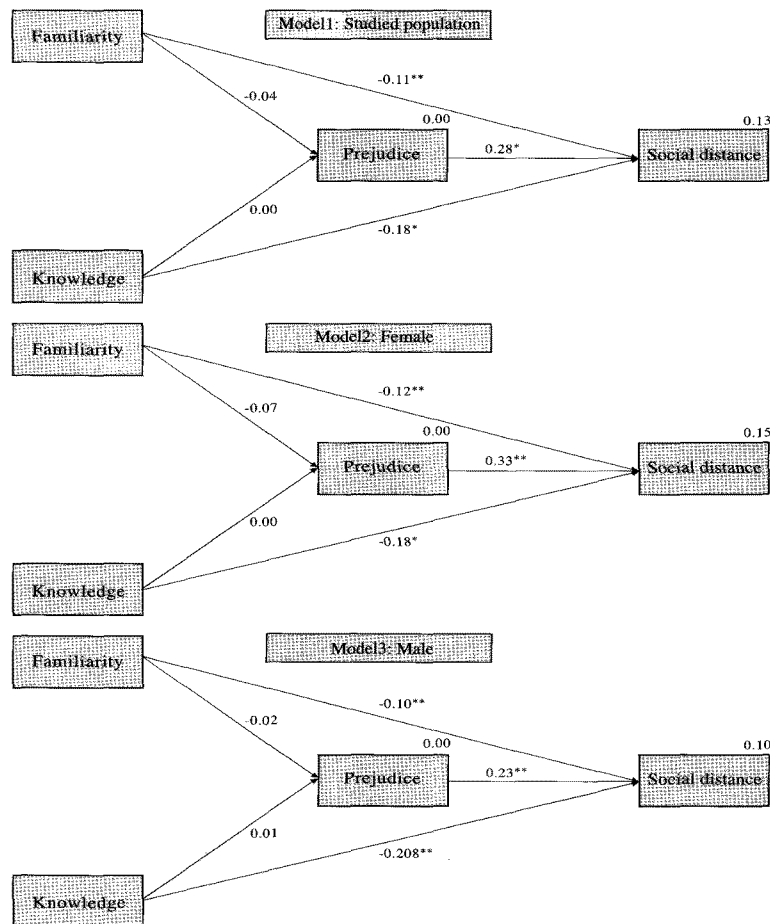 Model1: Studied population
Familiarity
-0.11**
-0.04
0.00
0.13
Prejudice
0.28*
Social distance
0.00
-0.18*
Knowledge
Model2: Female
Familiarity
-0.12**
-0.07
0.00
0.15
Prejudice
0.33**
Social distance
0.00
-0.18*
Knowledge
Model3: Male
Familiarity
-0.10**
-0.02
0.00
0.10
Prejudice
0.23**
Social distance
0.01
-0.208**
Knowledge